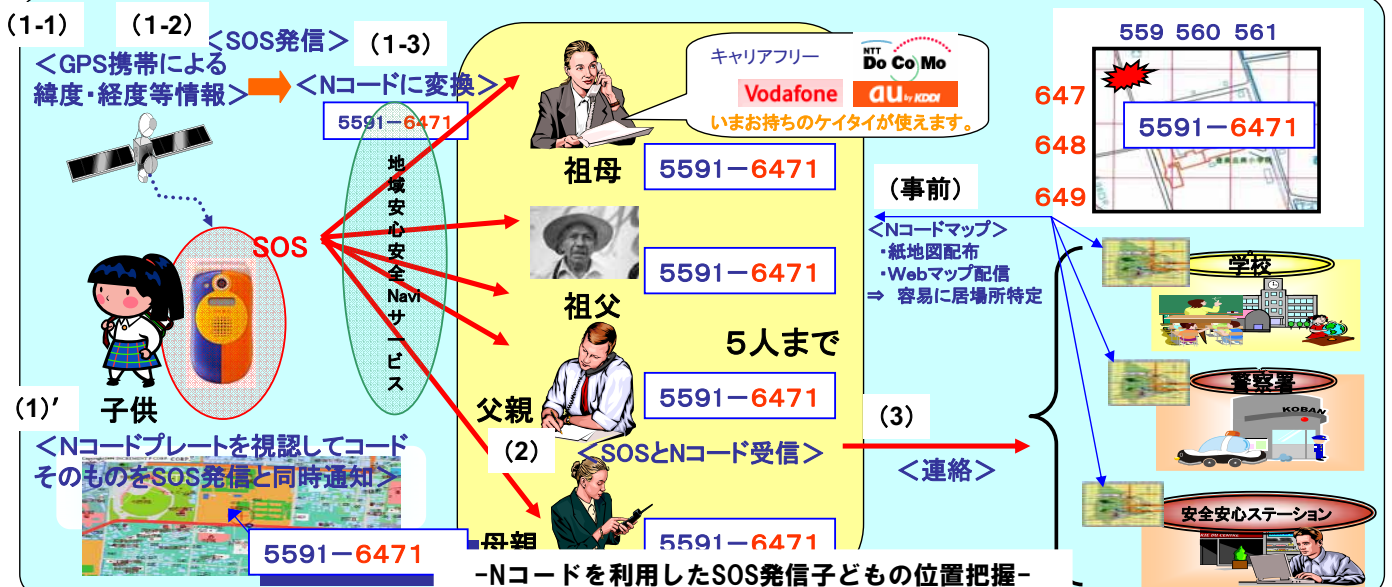 (1-1)
(1-2)
<SOS発信>
(1-3)
<GPS携帯による
緯度・経度等情報>
<Nコードに変換>
5591-6471
地域安心安全Naviサービス
SOS
子供
(1)’
<Nコードプレートを視認してコード
そのものをSOS発信と同時通知>
5591-6471
キャリアフリー
NTT
DoCoMo
Vodafone
au by KDDI
いまお持ちのケイタイが使えます。
祖母
5591-6471
祖父
5591-6471
5人まで
父親
5591-6471
(2)
<SOSとNコード受信>
母親
5591-6471
(3)
<連絡>
(事前)
<Nコードマップ>
・紙地図配布
・Webマップ配信
⇒ 容易に居場所特定
559 560 561
647
648
649
5591-6471
学校
警察署
KOBAN
安全安心ステーション
-Nコードを利用したSOS発信子どもの位置把握-